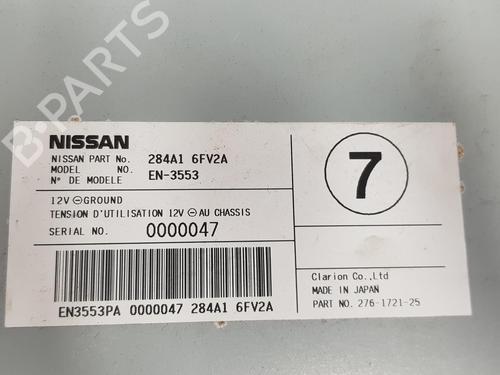 B-PARTS
NISSAN
NISSAN PART No. 284A1 6FV2A
MODEL NO. EN-3553
N° DE MODELE
12V ⊖ GROUND
TENSION D'UTILISATION 12V ⊖ AU CHASSIS
SERIAL NO. 0000047
EN3553PA 0000047 284A1 6FV2A
7
Clarion Co.,Ltd
MADE IN JAPAN
PART NO. 276-1721-25